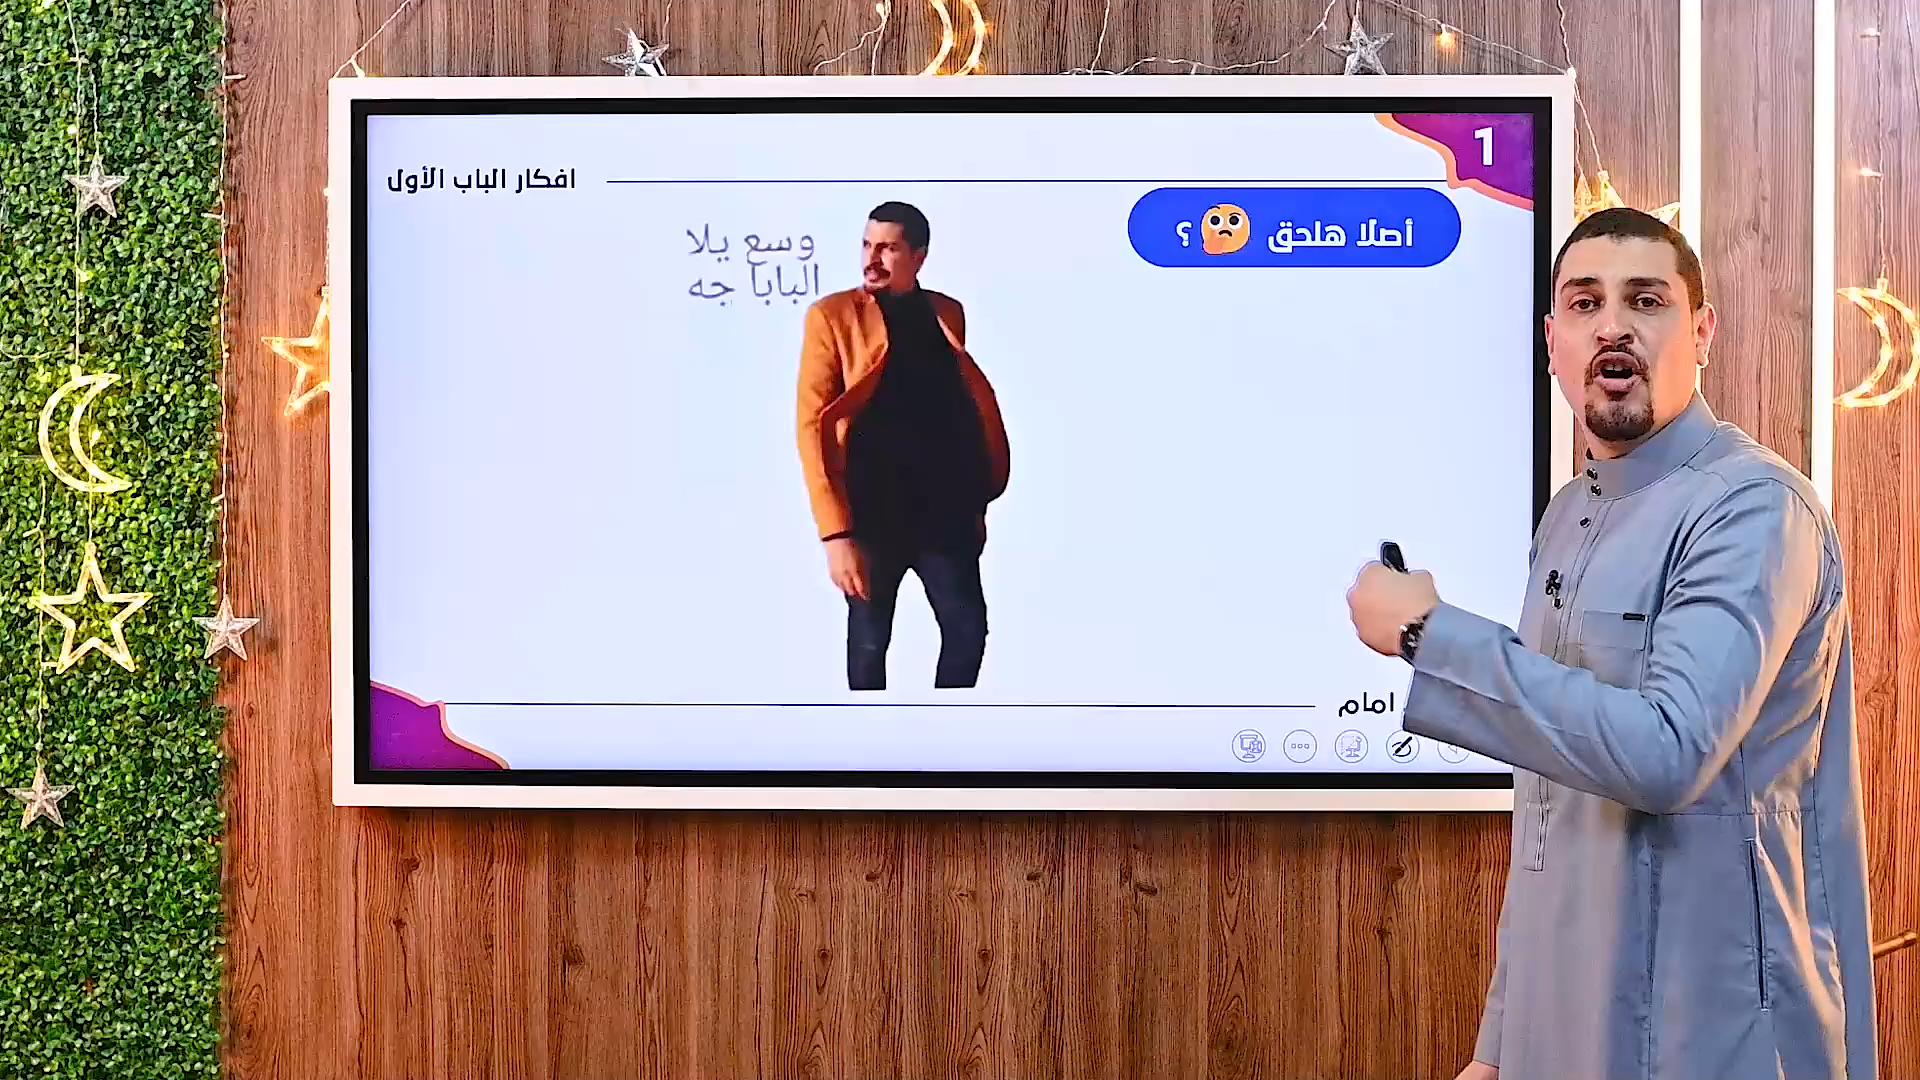 1
افكار الباب الأول
أصلا هلحق 🤔 ؟
وسع يلا
البابا جه
امام